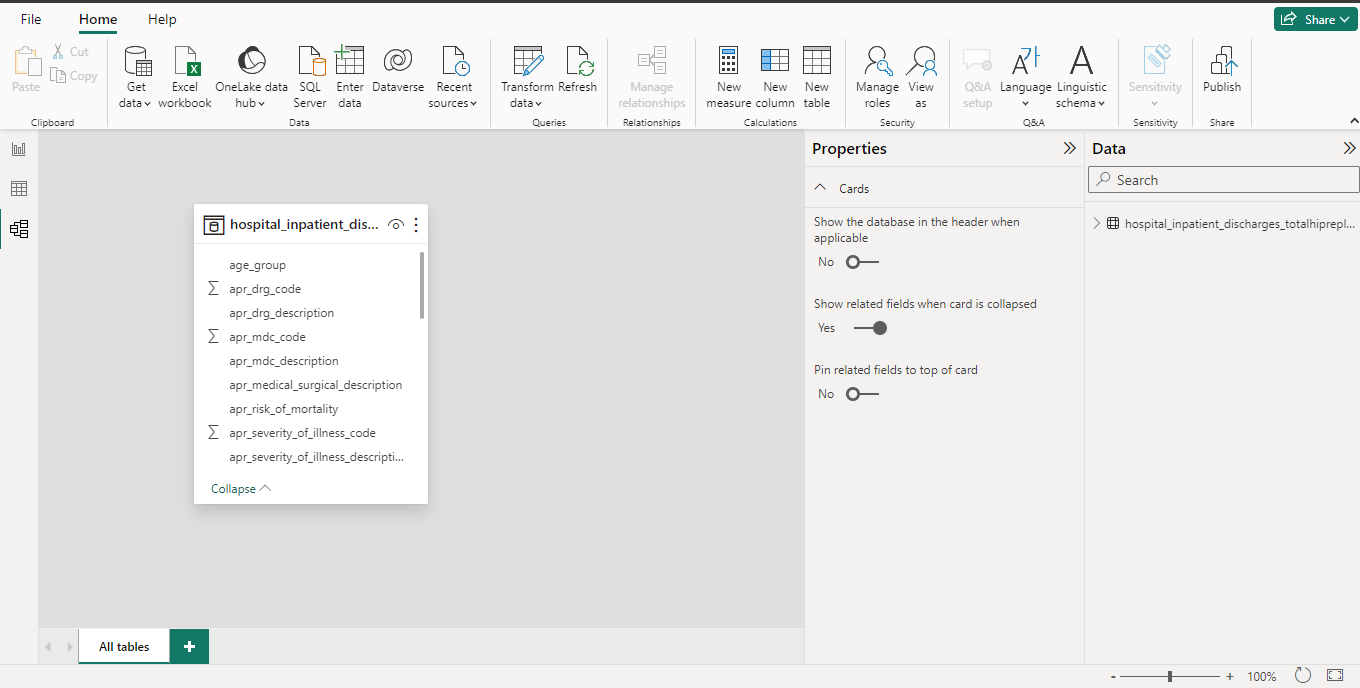 File Home Help Share
Paste
Cut
Copy
Clipboard
Get data
Excel workbook
OneLake data hub
SQL Server
Enter data
Dataverse
Recent sources
Data
Transform data
Refresh
Queries
Manage relationships
Relationships
New measure
New column
New table
Calculations
Manage roles
View as
Security
Q&A setup
Language
Linguistic schema
Q&A
Sensitivity
Sensitivity
Publish
Share
hospital_inpatient_dis...
age_group
apr_drg_code
apr_drg_description
apr_mdc_code
apr_mdc_description
apr_medical_surgical_description
apr_risk_of_mortality
apr_severity_of_illness_code
apr_severity_of_illness_descripti...
Collapse
Properties
Cards
Show the database in the header when
applicable
No
Show related fields when card is collapsed
Yes
Pin related fields to top of card
No
Data
Search
hospital_inpatient_discharges_totalhiprepl...
All tables +
- + 100%